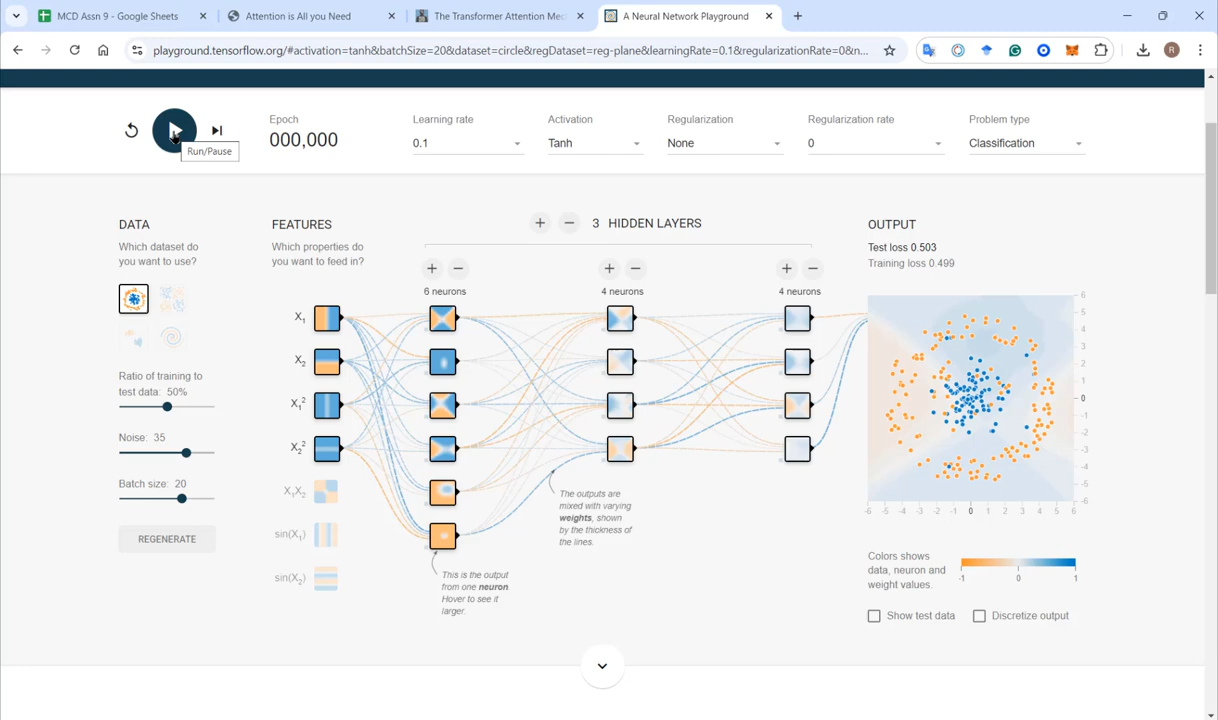 MCD Assn 9 - Google Sheets
Attention is All you Need
The Transformer Attention Mec
A Neural Network Playground
playground.tensorflow.org/#activation=tanh&batchSize=20&dataset=circle&regDataset=reg-plane&learningRate=0.1&regularizationRate=0&n...
R
Epoch
000,000
Learning rate
0.1
Activation
Tanh
Regularization
None
Regularization rate
0
Problem type
Classification
Run/Pause
DATA
Which dataset do
you want to use?
Ratio of training to
test data: 50%
Noise: 35
Batch size: 20
REGENERATE
FEATURES
Which properties do
you want to feed in?
X₁
X₂
X₁²
X₂²
X₁X₂
sin(X₁)
sin(X₂)
3 HIDDEN LAYERS
6 neurons
4 neurons
4 neurons
The outputs are
mixed with varying
weights, shown
by the thickness of
the lines.
This is the output
from one neuron.
Hover to see it
larger.
OUTPUT
Test loss 0.503
Training loss 0.499
6
5
4
3
2
1
0
-1
-2
-3
-4
-5
-6
-6 -5 -4 -3 -2 -1 0 1 2 3 4 5 6
Colors shows
data, neuron and
weight values.
-1 0 1
Show test data
Discretize output